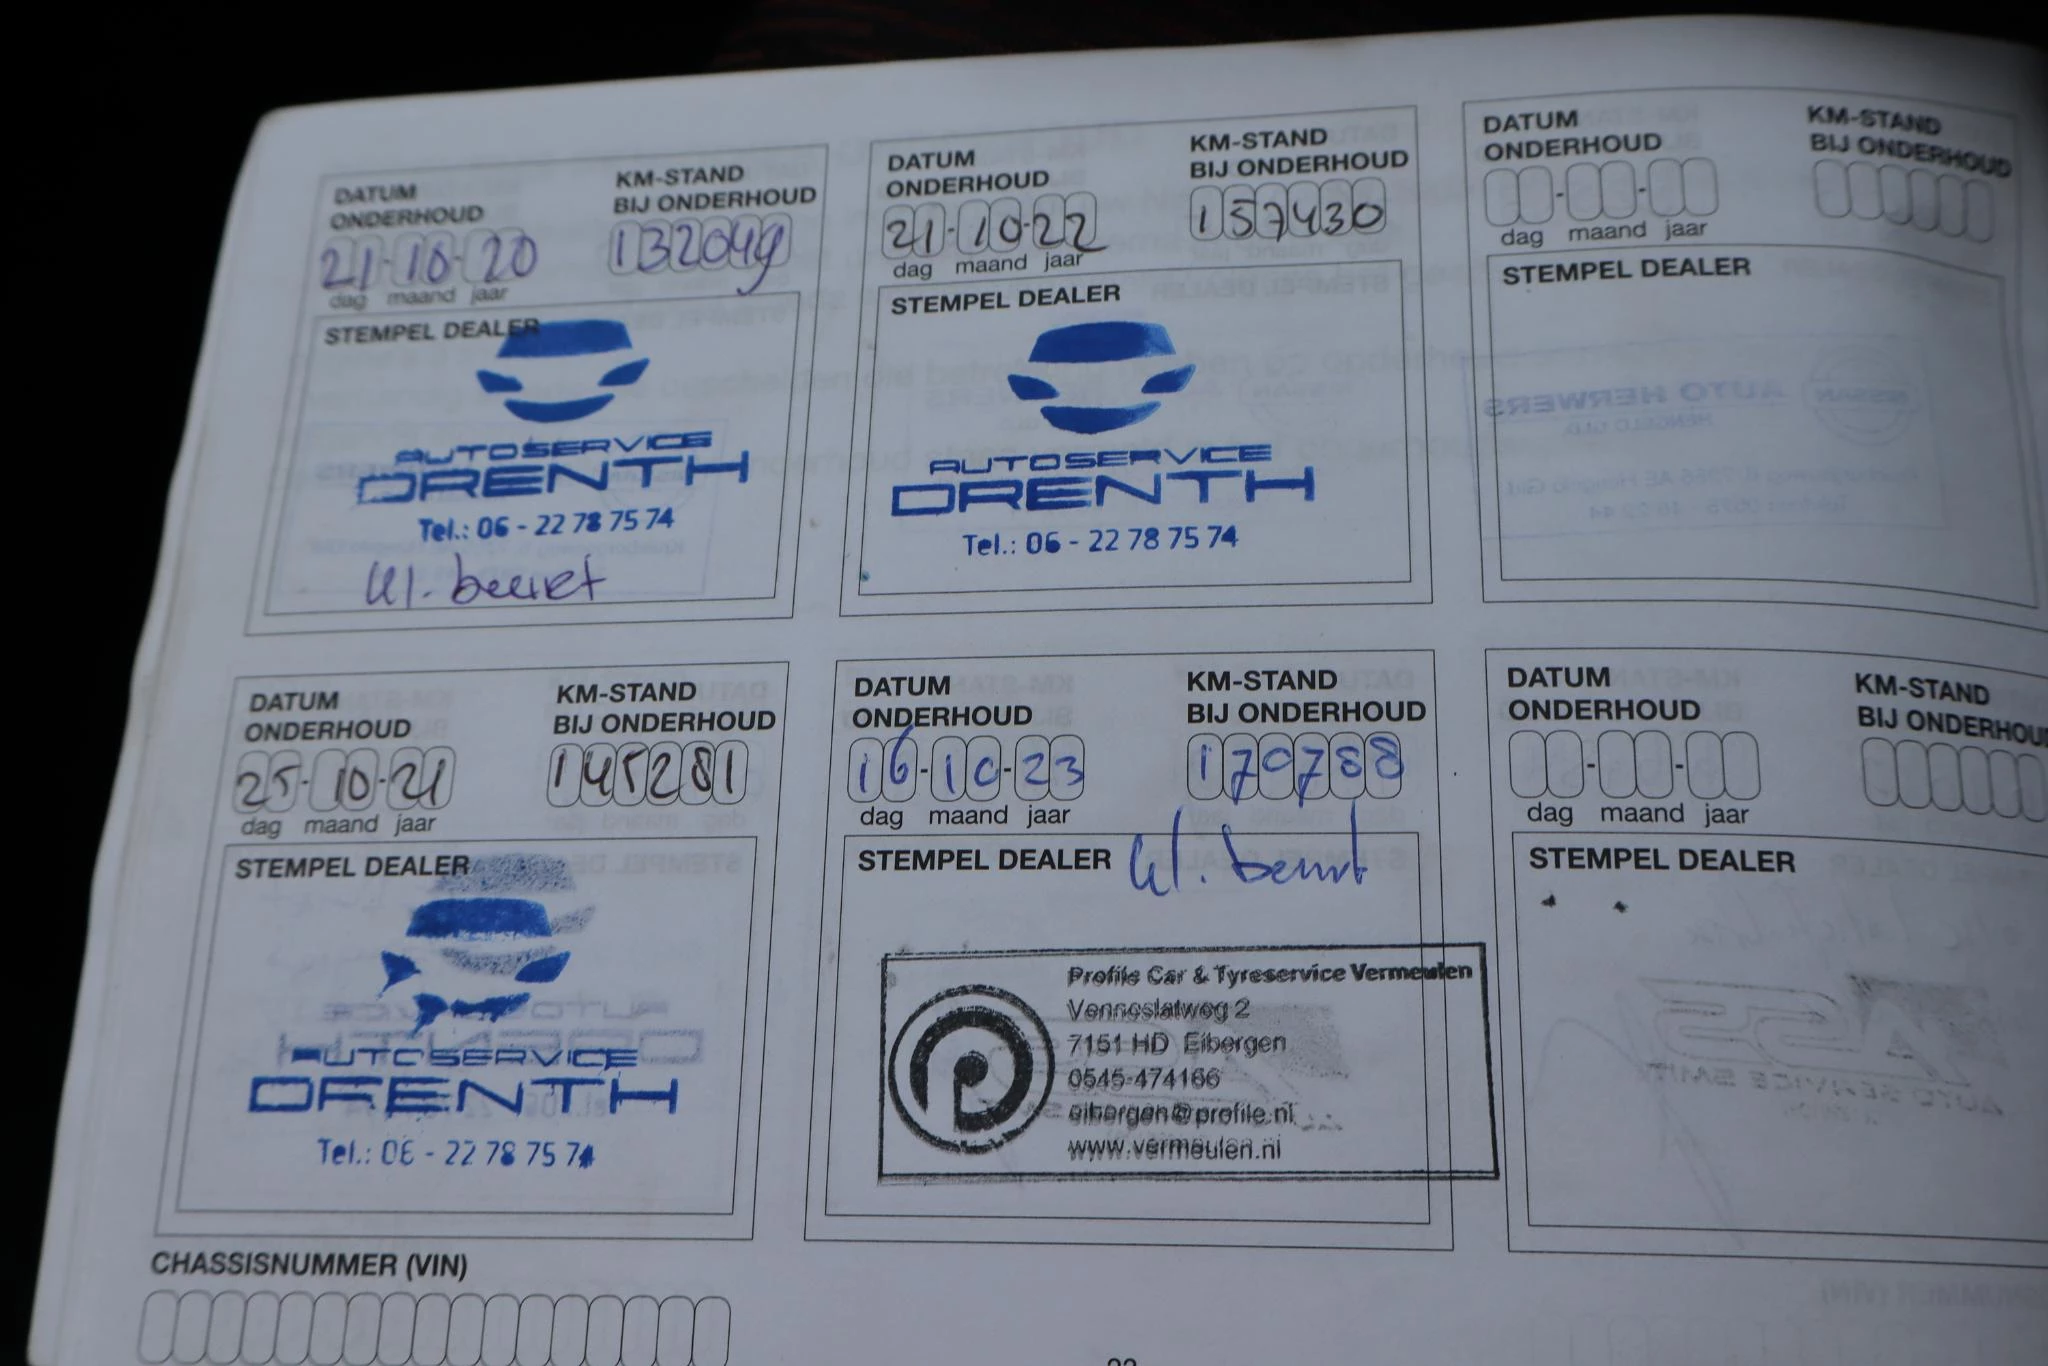 DATUM
ONDERHOUD
KM-STAND
BIJ ONDERHOUD
21-10-20
132049
dag maand jaar
STEMPEL DEALER
AUTOSERVICE
DRENTH
Tel.: 06 - 22 78 75 74
kl. beurt
DATUM
ONDERHOUD
KM-STAND
BIJ ONDERHOUD
21-10-22
157430
dag maand jaar
STEMPEL DEALER
AUTOSERVICE
DRENTH
Tel.: 06 - 22 78 75 74
DATUM
ONDERHOUD
KM-STAND
BIJ ONDERHOUD
dag maand jaar
STEMPEL DEALER
DATUM
ONDERHOUD
KM-STAND
BIJ ONDERHOUD
25-10-21
145281
dag maand jaar
STEMPEL DEALER
AUTOSERVICE
DRENTH
Tel.: 06 - 22 78 75 74
DATUM
ONDERHOUD
KM-STAND
BIJ ONDERHOUD
16-10-23
170788
dag maand jaar
STEMPEL DEALER
kl. beurt
Profile Car & Tyreservice Vermeulen
Venneslatweg 2
7151 HD Eibergen
0545-474166
eibergen@profile.nl
www.vermeulen.nl
DATUM
ONDERHOUD
KM-STAND
BIJ ONDERHOUD
dag maand jaar
STEMPEL DEALER
CHASSISNUMMER (VIN)